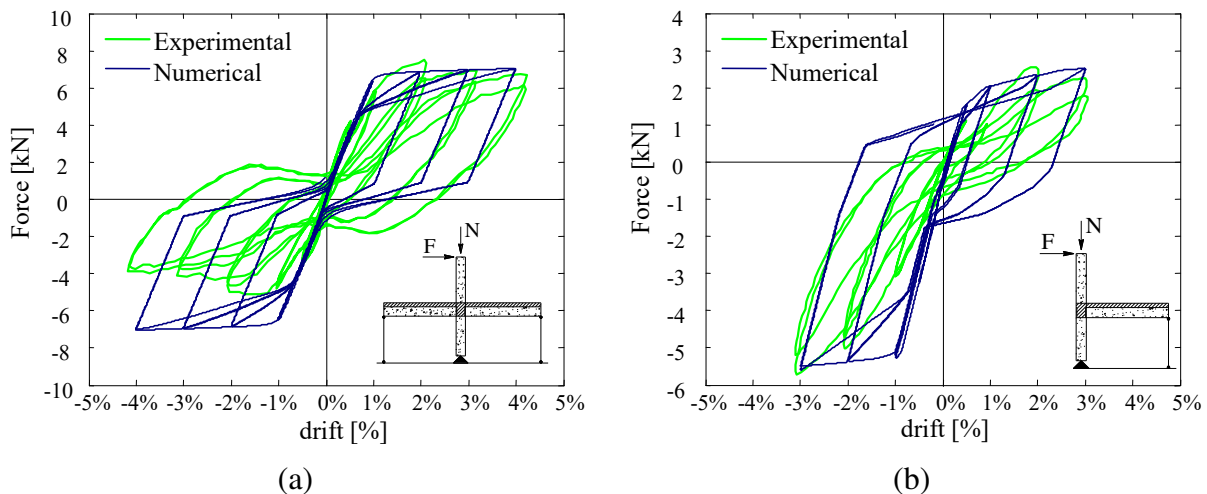 10
8
6
4
2
0
-2
-4
-6
-8
-10
Force [kN]
Experimental
Numerical
N
F
-5% -4% -3% -2% -1% 0% 1% 2% 3% 4% 5%
drift [%]
(a)
4
3
2
1
0
-1
-2
-3
-4
-5
-6
Force [kN]
Experimental
Numerical
N
F
-5% -4% -3% -2% -1% 0% 1% 2% 3% 4% 5%
drift [%]
(b)